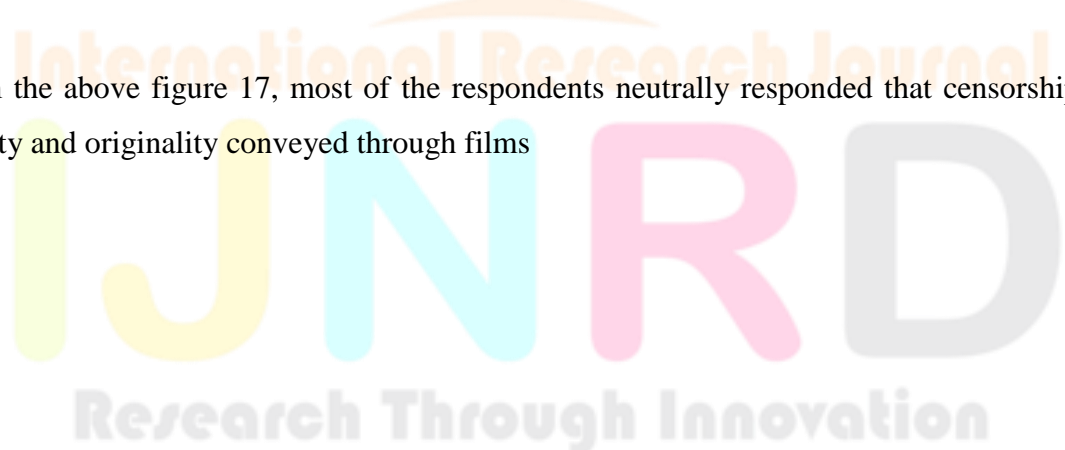 International Research Journal
the above figure 17, most of the respondents neutrally responded that censorship
ty and originality conveyed through films
IJNRD
Research Through Innovation